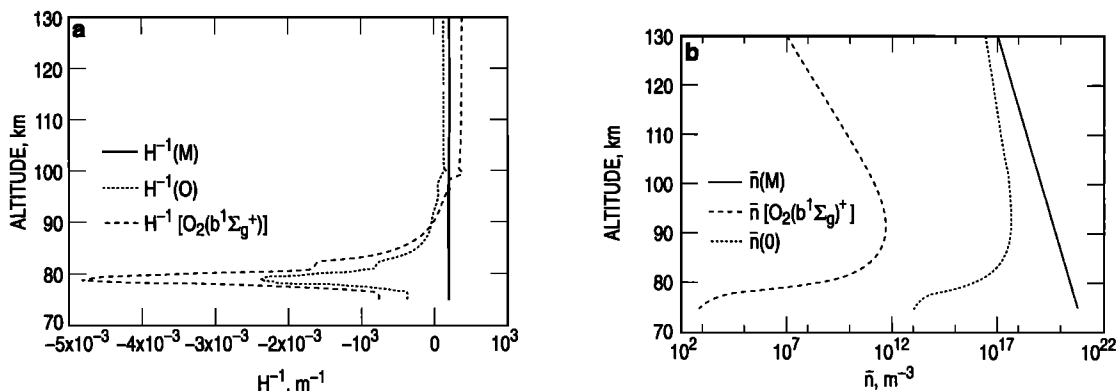 a
130
120
110
100
90
80
70
ALTITUDE, km
H⁻¹(M)
H⁻¹(O)
H⁻¹ [O₂(b¹Σg⁺)]
−5x10⁻³ −4x10⁻³ −3x10⁻³ −2x10⁻³ −10³ 0 10³
H⁻¹, m⁻¹
b
130
120
110
100
90
80
70
ALTITUDE, km
n̄(M)
n̄ [O₂(b¹Σg)⁺ ]
n̄(0)
10² 10⁷ 10¹² 10¹⁷ 10²²
n̄, m⁻³